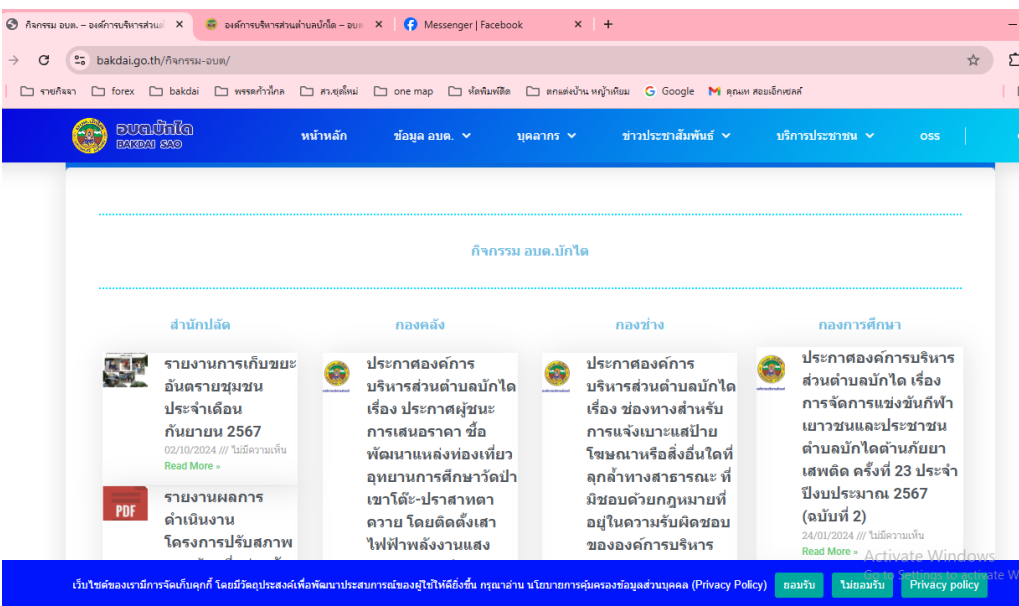 กิจกรรม อบต. – องค์การบริหารส่วนต
องค์การบริหารส่วนตำบลบักได – อบต
Messenger | Facebook
bakdai.go.th/กิจกรรม-อบต/
รายกิจจา forex bakdai พรรคก้าวไกล สว.ชุดใหม่ one map หัดพิมพ์ดีด ตกแต่งบ้าน หญ้าเทียม Google คุณเท สอยเอ็กซเลค์
อบต.บักได
BAKDAI SAO
หน้าหลัก ข้อมูล อบต. บุคลากร ข่าวประชาสัมพันธ์ บริการประชาชน OSS
กิจกรรม อบต.บักได
สำนักปลัด
รายงานการเก็บขยะ
อันตรายชุมชน
ประจำเดือน
กันยายน 2567
02/10/2024 /// ไม่มีความเห็น
Read More »
PDF
รายงานผลการ
ดำเนินงาน
โครงการปรับสภาพ
กองคลัง
ประกาศองค์การ
บริหารส่วนตำบลบักได
เรื่อง ประกาศผู้ชนะ
การเสนอราคา ซื้อ
พัฒนาแหล่งท่องเที่ยว
อุทยานการศึกษาวัดป่า
เขาโต๊ะ-ปราสาทตา
ควาย โดยติดตั้งเสา
ไฟฟ้าพลังงานแสง
กองช่าง
ประกาศองค์การ
บริหารส่วนตำบลบักได
เรื่อง ช่องทางสำหรับ
การแจ้งเบาะแสป้าย
โฆษณาหรือสิ่งอื่นใดที่
ลุกล้ำทางสาธารณะ ที่
มิชอบด้วยกฎหมายที่
อยู่ในความรับผิดชอบ
ขององค์การบริหาร
กองการศึกษา
ประกาศองค์การบริหาร
ส่วนตำบลบักได เรื่อง
การจัดการแข่งขันกีฬา
เยาวชนและประชาชน
ตำบลบักไดต้านภัยยา
เสพติด ครั้งที่ 23 ประจำ
ปีงบประมาณ 2567
(ฉบับที่ 2)
24/01/2024 /// ไม่มีความเห็น
Read More »
Activate Windows
Go to Settings to activate W
เว็บไซต์ของเรามีการจัดเก็บคุกกี้ โดยมีวัตถุประสงค์เพื่อพัฒนาประสบการณ์ของผู้ใช้ให้ดียิ่งขึ้น กรุณาอ่าน นโยบายการคุ้มครองข้อมูลส่วนบุคคล (Privacy Policy) ยอมรับ ไม่ยอมรับ Privacy policy